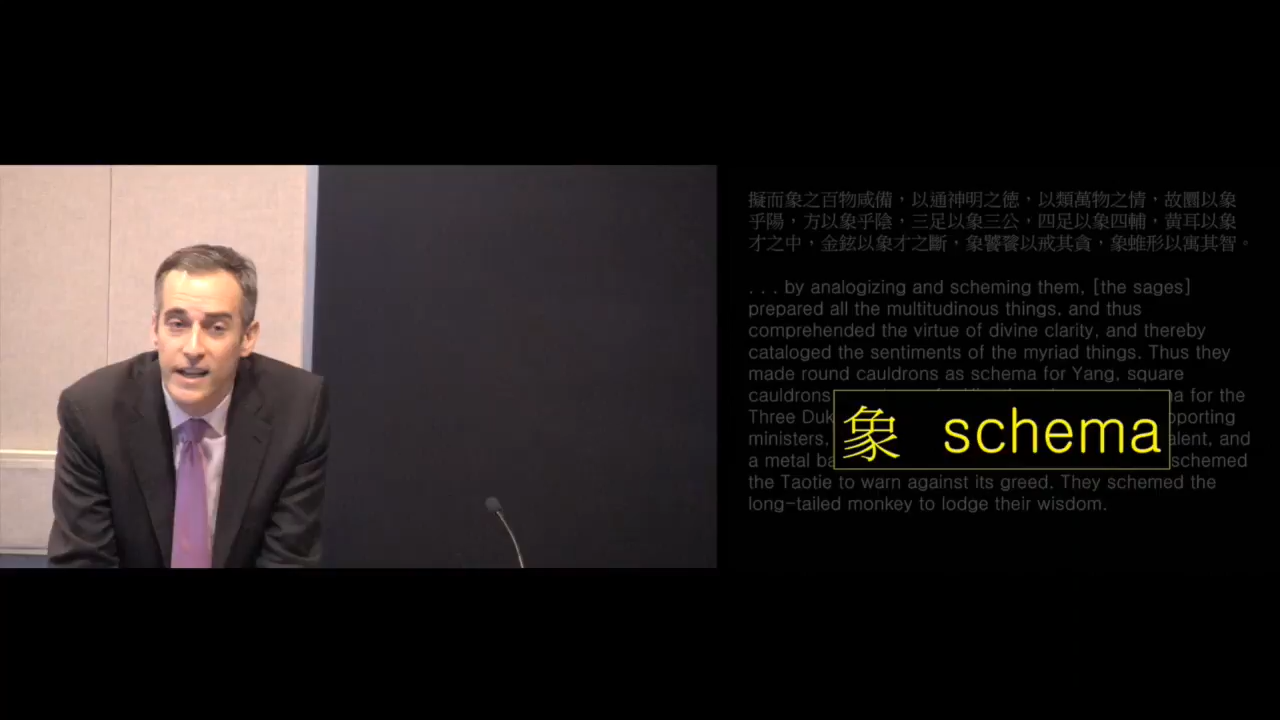 擬而象之百物咸備，以通神明之德，以類萬物之情，故圜以象
乎陽，方以象乎陰，三足以象三公，四足以象四輔，黄耳以象
才之中，金鉉以象才之斷，象饕餮以戒其貪，象蜼形以寓其智。
. . . by analogizing and scheming them, [the sages]
prepared all the multitudinous things, and thus
comprehended the virtue of divine clarity, and thereby
cataloged the sentiments of the myriad things. Thus they
made round cauldrons as schema for Yang, square
cauldrons for the
Three
ministers, and
a metal schemed
象 schema
the Taotie to warn against its greed. They schemed the
long-tailed monkey to lodge their wisdom.